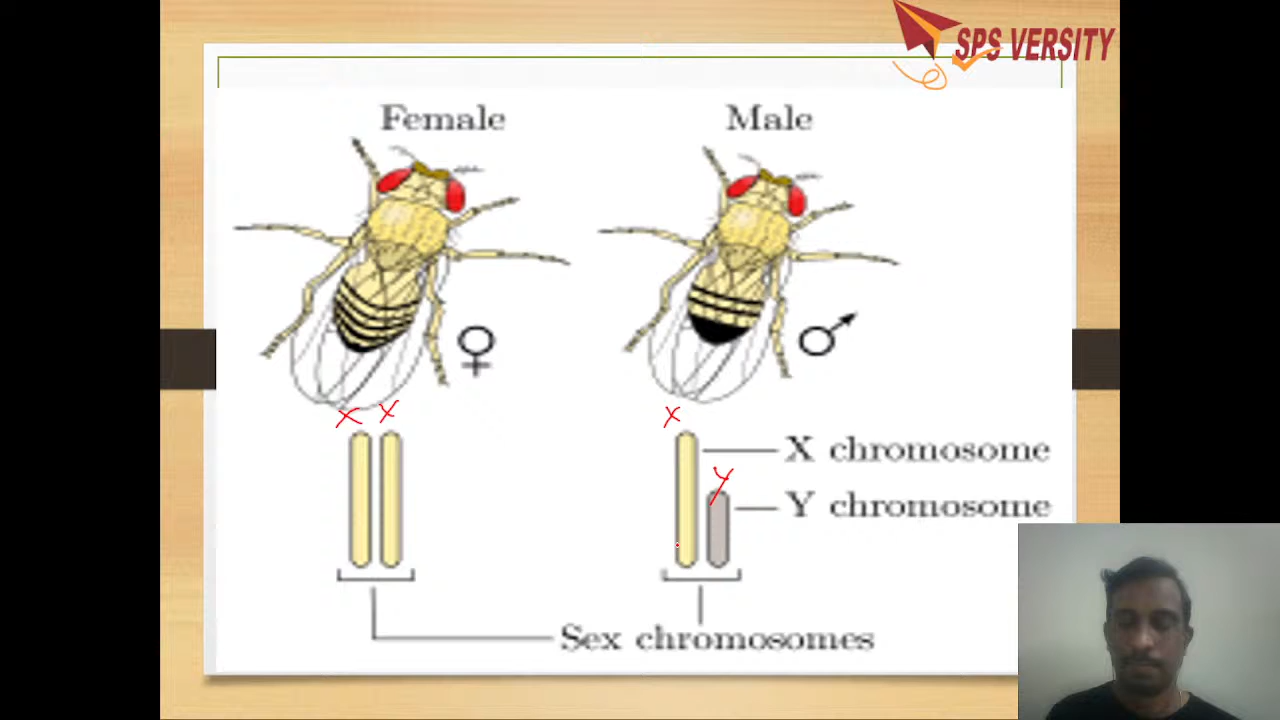 SPS VERSITY
Female Male
♀
♂
X X X
X chromosome
Y
Y chromosome
Sex chromosomes